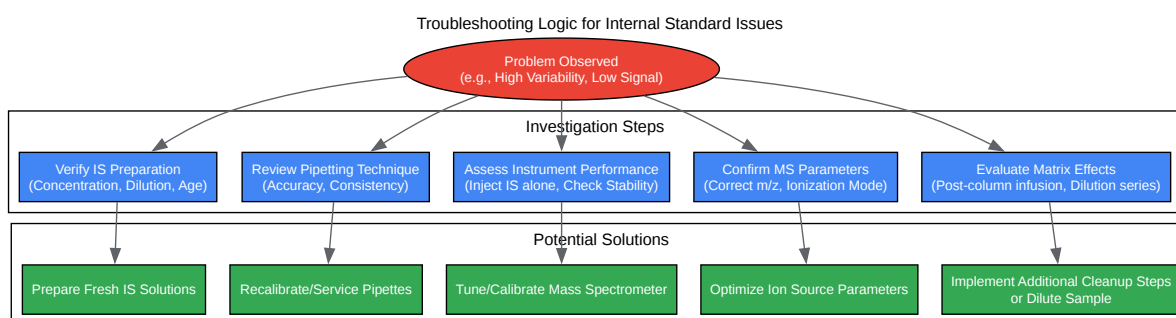 Troubleshooting Logic for Internal Standard Issues
Problem Observed
(e.g., High Variability, Low Signal)
Investigation Steps
Verify IS Preparation
(Concentration, Dilution, Age)
Review Pipetting Technique
(Accuracy, Consistency)
Assess Instrument Performance
(Inject IS alone, Check Stability)
Confirm MS Parameters
(Correct m/z, Ionization Mode)
Evaluate Matrix Effects
(Post-column infusion, Dilution series)
Potential Solutions
Prepare Fresh IS Solutions
Recalibrate/Service Pipettes
Tune/Calibrate Mass Spectrometer
Optimize Ion Source Parameters
Implement Additional Cleanup Steps
or Dilute Sample